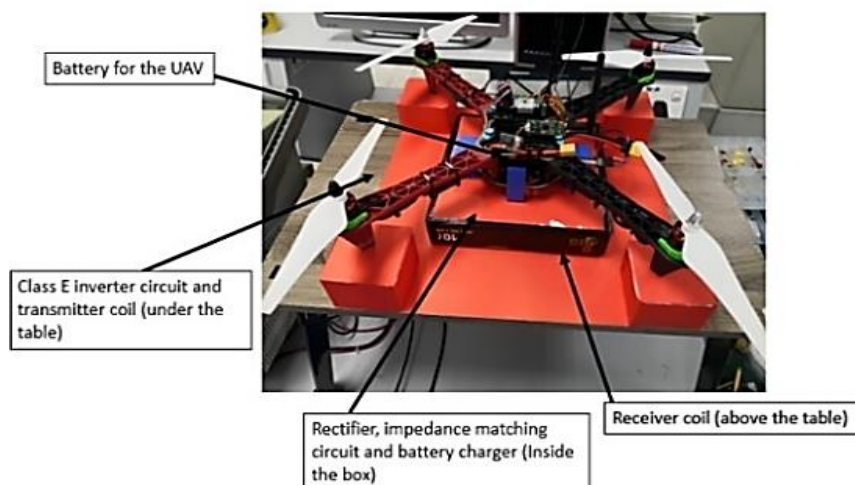 Battery for the UAV
Class E inverter circuit and
transmitter coil (under the
table)
Rectifier, impedance matching
circuit and battery charger (Inside
the box)
Receiver coil (above the table)